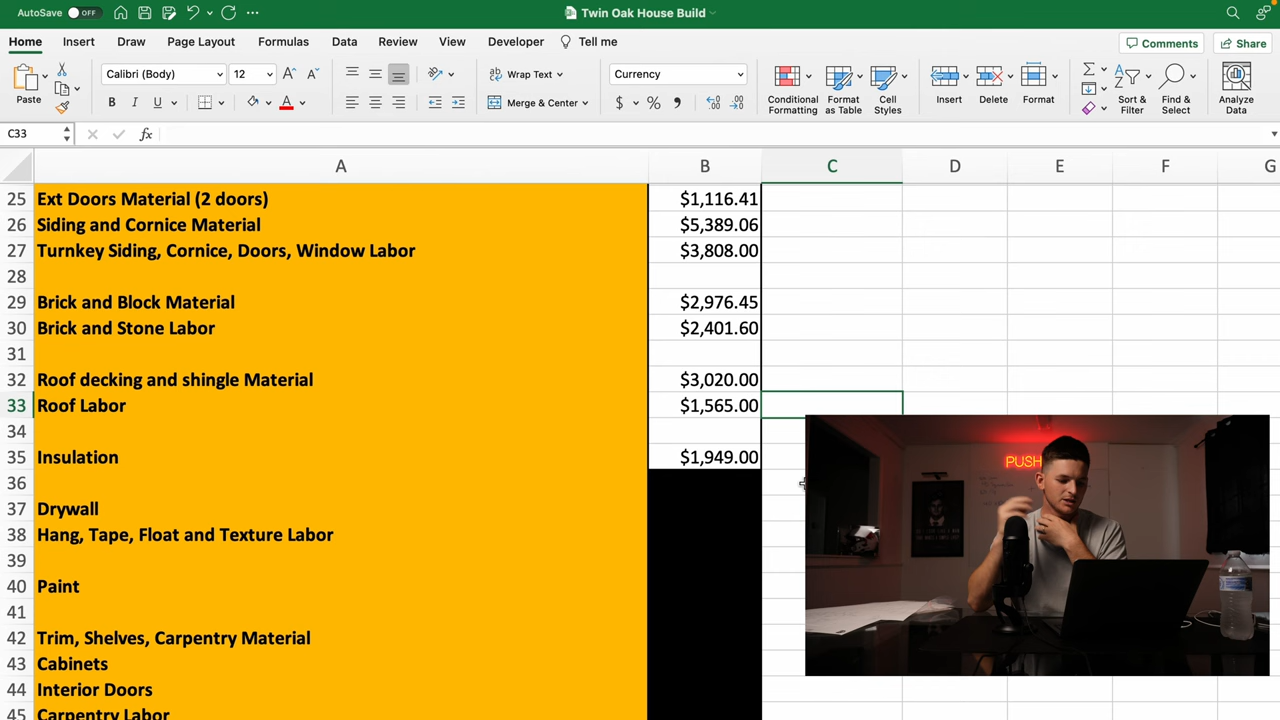 AutoSave OFF Twin Oak House Build
Home Insert Draw Page Layout Formulas Data Review View Developer Tell me Comments Share
Paste Calibri (Body) 12 Wrap Text Merge & Center Currency Conditional Formatting Format as Table Cell Styles Insert Delete Format Sort & Filter Find & Select Analyze Data
C33 fx
A B C D E F G
25 Ext Doors Material (2 doors) $1,116.41
26 Siding and Cornice Material $5,389.06
27 Turnkey Siding, Cornice, Doors, Window Labor $3,808.00
28
29 Brick and Block Material $2,976.45
30 Brick and Stone Labor $2,401.60
31
32 Roof decking and shingle Material $3,020.00
33 Roof Labor $1,565.00
34
35 Insulation $1,949.00
36
37 Drywall
38 Hang, Tape, Float and Texture Labor
39
40 Paint
41
42 Trim, Shelves, Carpentry Material
43 Cabinets
44 Interior Doors
45 Carpentry Labor
PUSH